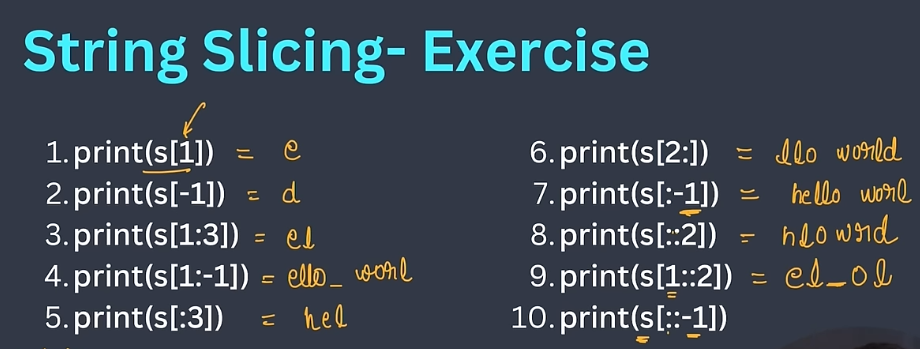 String Slicing- Exercise
1. print(s[1]) = e
2. print(s[-1]) = d
3. print(s[1:3]) = el
4. print(s[1:-1]) = ello_worl
5. print(s[:3]) = hel
6. print(s[2:]) = llo world
7. print(s[:-1]) = hello worl
8. print(s[::2]) = hlo wrd
9. print(s[1::2]) = el_ol
10. print(s[::-1])